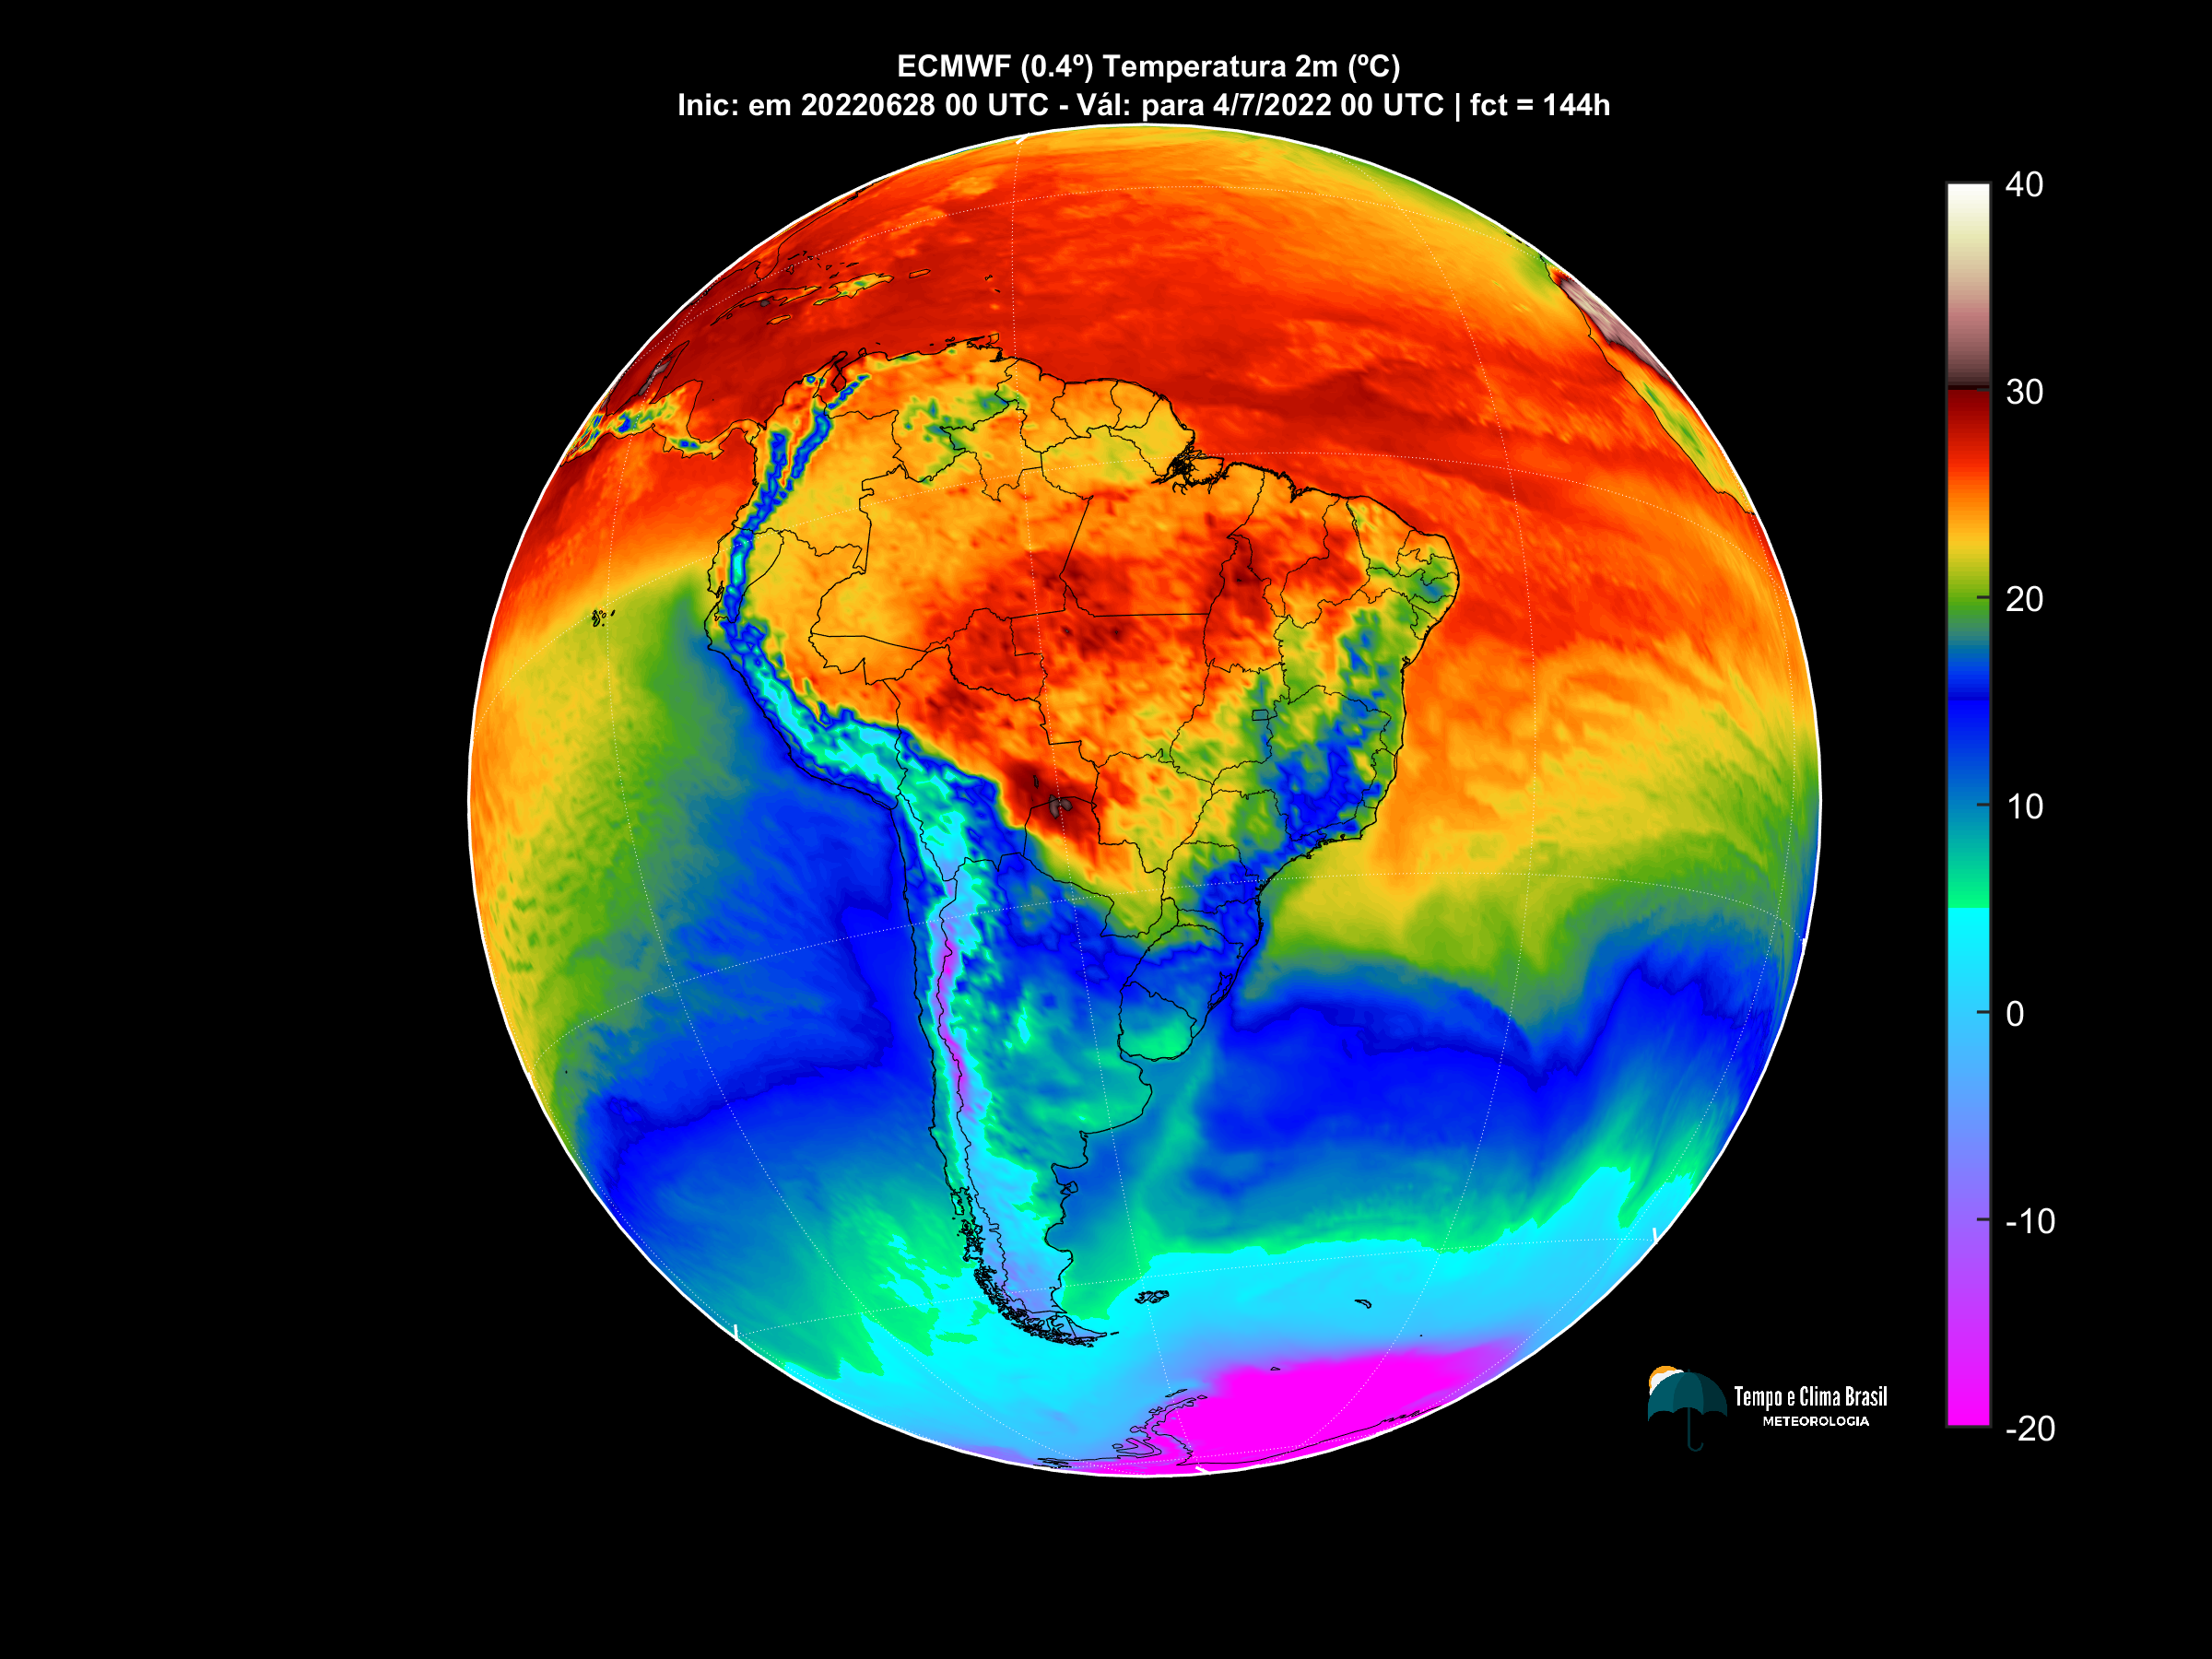 ECMWF (0.4º) Temperatura 2m (ºC)
Inic: em 20220628 00 UTC - Vál: para 4/7/2022 00 UTC | fct = 144h
40
30
20
10
0
-10
-20
Tempo e Clima Brasil
METEOROLOGIA